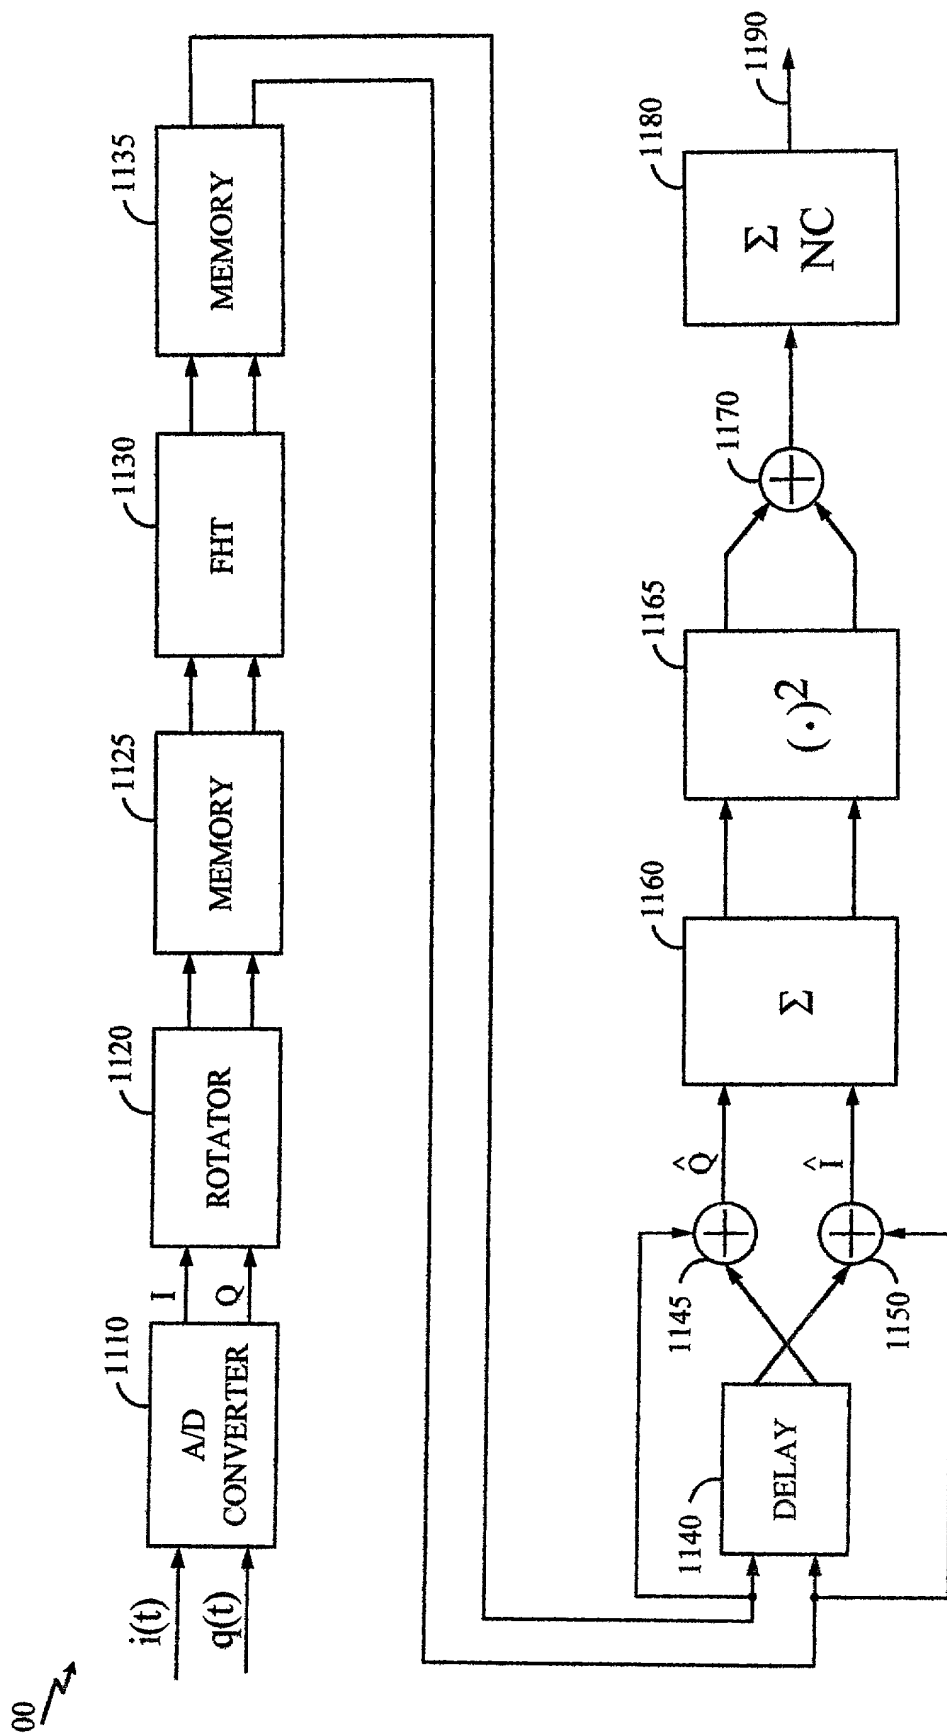 00
i(t)
q(t)
1110
A/D
CONVERTER
I
Q
1120
ROTATOR
1125
MEMORY
1130
FHT
1135
MEMORY
1140
DELAY
1145
1150
Q̂
Î
1160
Σ
1165
(·)²
1170
1180
Σ
NC
1190